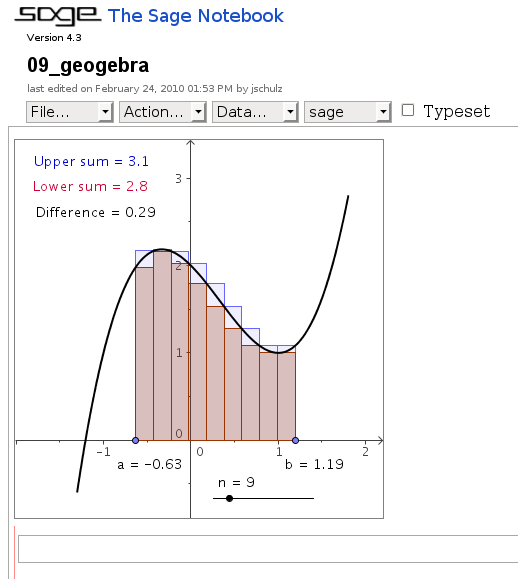 sage The Sage Notebook
Version 4.3
09_geogebra
last edited on February 24, 2010 01:53 PM by jschulz
File... Action... Data... sage Typeset
Upper sum = 3.1
Lower sum = 2.8
Difference = 0.29
3
2
1
0
−1 0 1 2
a = −0.63 b = 1.19
n = 9